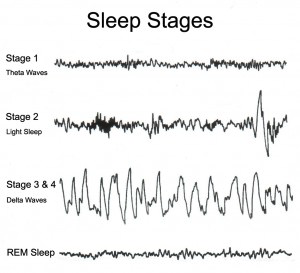 Sleep Stages
Stage 1
Theta Waves
Stage 2
Light Sleep
Stage 3 & 4
Delta Waves
REM Sleep